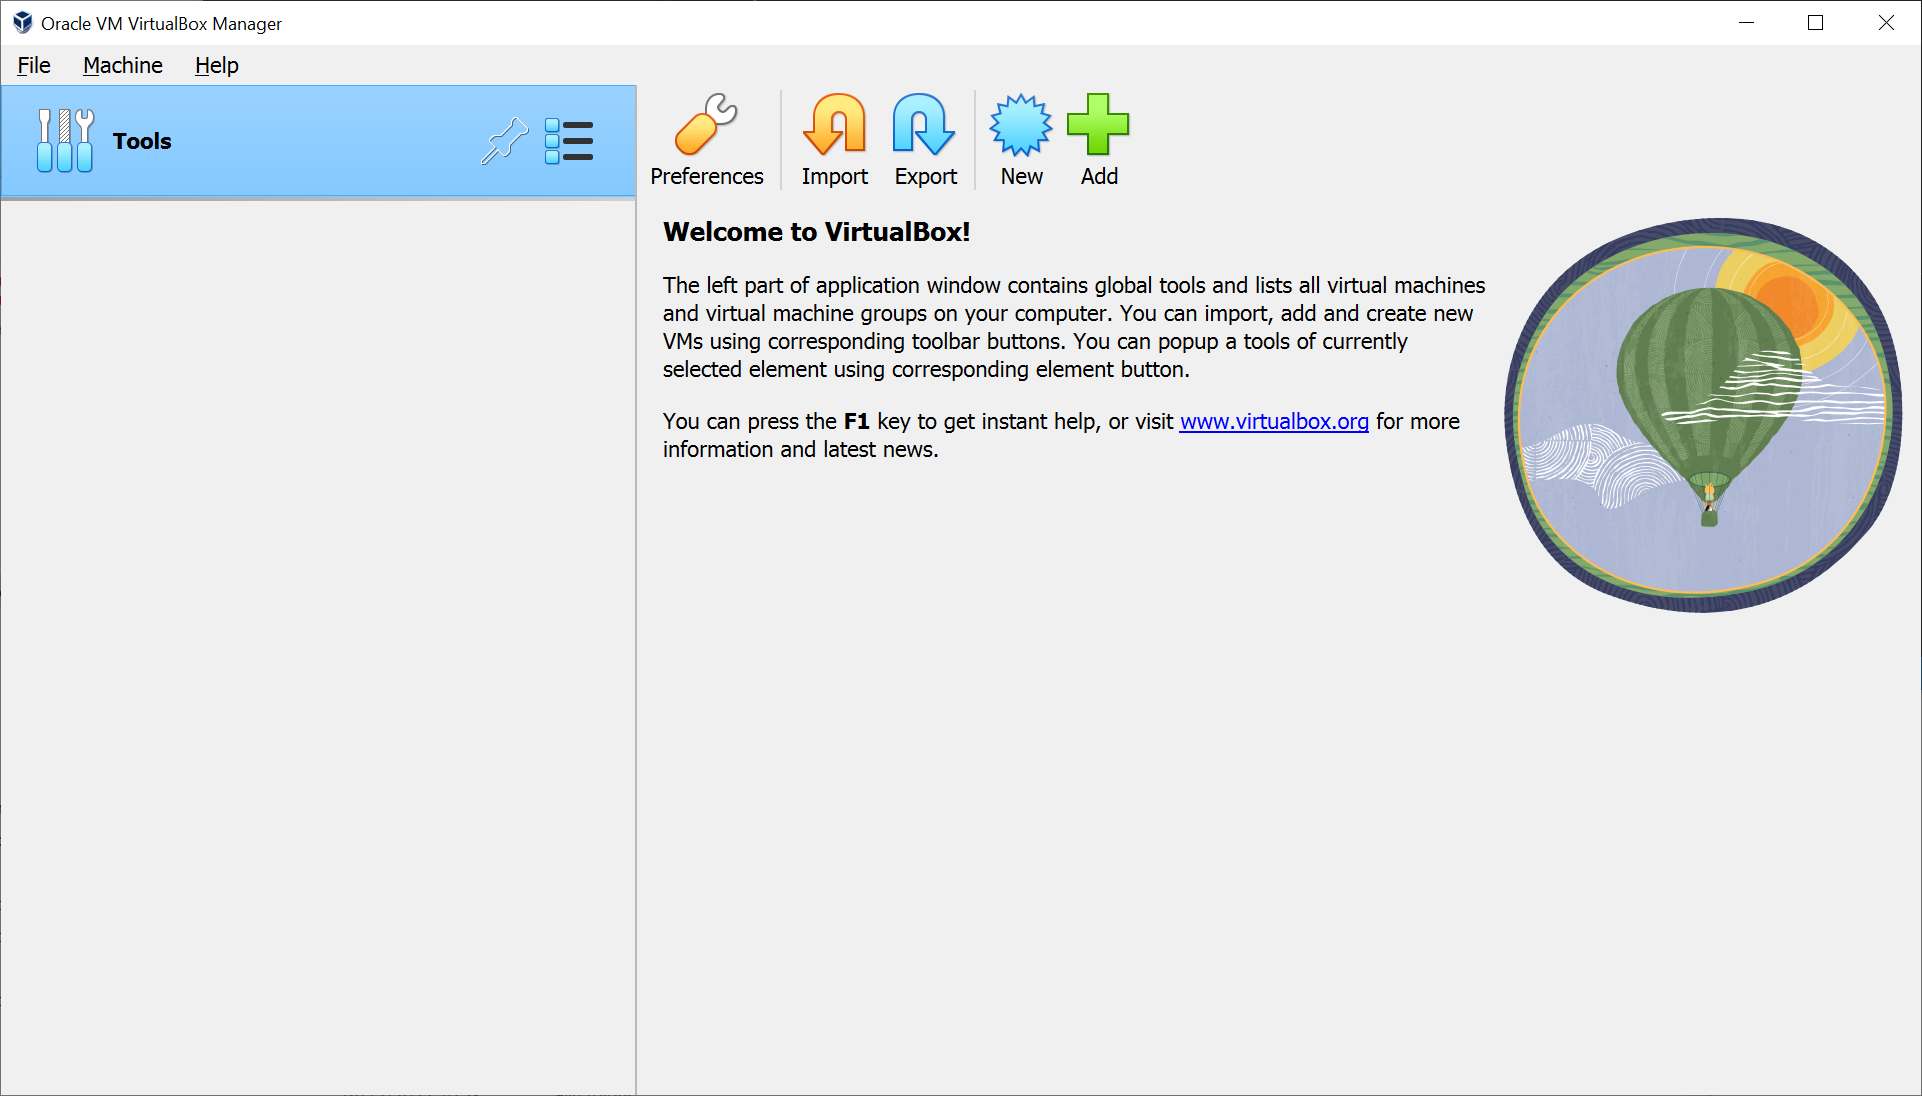 Oracle VM VirtualBox Manager
File Machine Help
Tools
Preferences Import Export New Add
Welcome to VirtualBox!
The left part of application window contains global tools and lists all virtual machines
and virtual machine groups on your computer. You can import, add and create new
VMs using corresponding toolbar buttons. You can popup a tools of currently
selected element using corresponding element button.
You can press the F1 key to get instant help, or visit www.virtualbox.org for more
information and latest news.